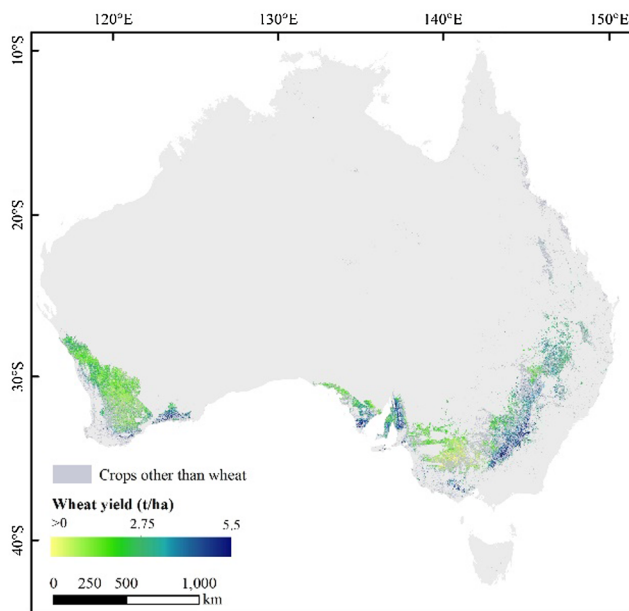 120°E 130°E 140°E 150°E
10°S
20°S
30°S
40°S
Crops other than wheat
Wheat yield (t/ha)
>0 2.75 5.5
0 250 500 1,000
km